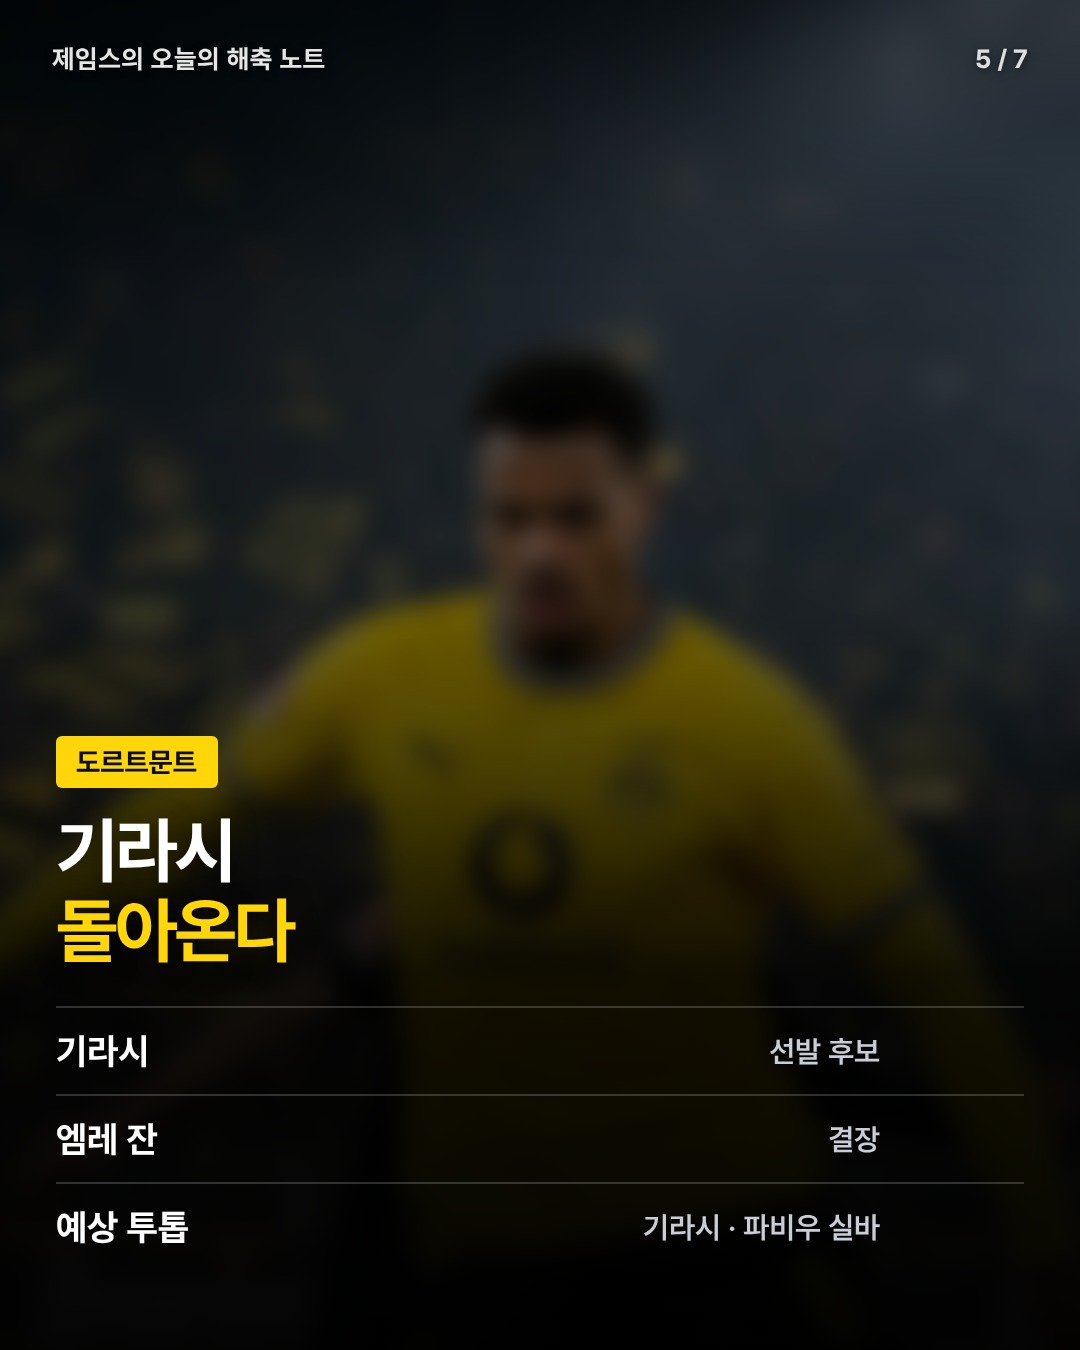 제임스의 오늘의 해축 노트
5 / 7
도르트문트
기라시
돌아온다
기라시 선발 후보
엠레 잔 결장
예상 투톱 기라시 · 파비우 실바